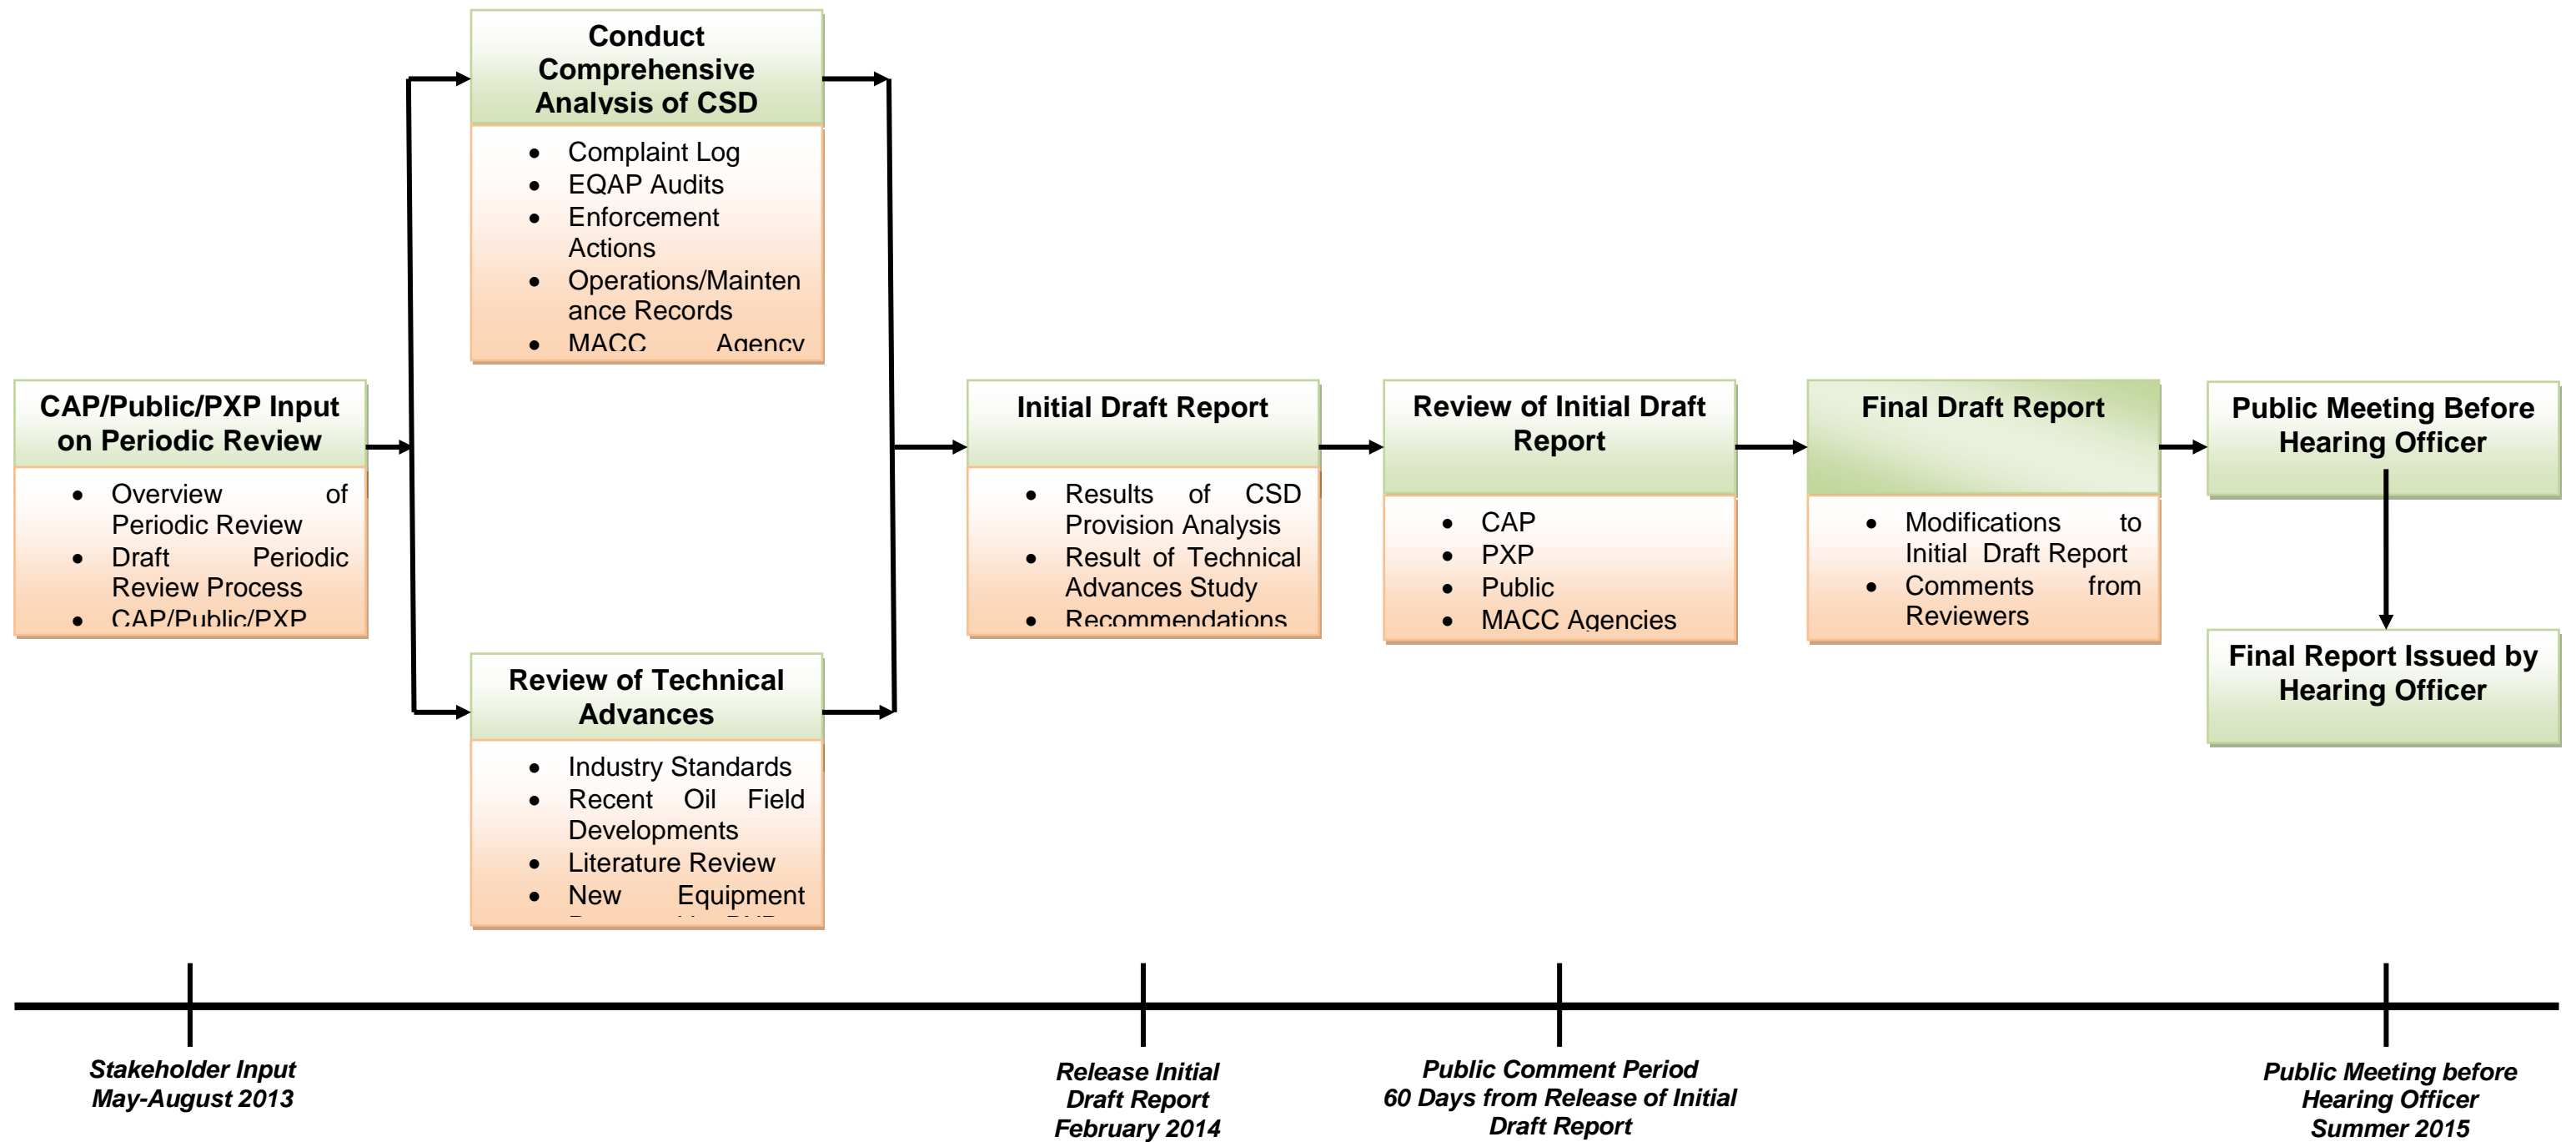 Conduct
Comprehensive
Analysis of CSD
• Complaint Log
• EQAP Audits
• Enforcement
Actions
• Operations/Mainten
ance Records
• MACC Agency
CAP/Public/PXP Input
on Periodic Review
• Overview of
Periodic Review
• Draft Periodic
Review Process
• CAP/Public/PXP
Review of Technical
Advances
• Industry Standards
• Recent Oil Field
Developments
• Literature Review
• New Equipment
Initial Draft Report
• Results of CSD
Provision Analysis
• Result of Technical
Advances Study
• Recommendations
Review of Initial Draft
Report
• CAP
• PXP
• Public
• MACC Agencies
Final Draft Report
• Modifications to
Initial Draft Report
• Comments from
Reviewers
Public Meeting Before
Hearing Officer
Final Report Issued by
Hearing Officer
Stakeholder Input
May-August 2013
Release Initial
Draft Report
February 2014
Public Comment Period
60 Days from Release of Initial
Draft Report
Public Meeting before
Hearing Officer
Summer 2015